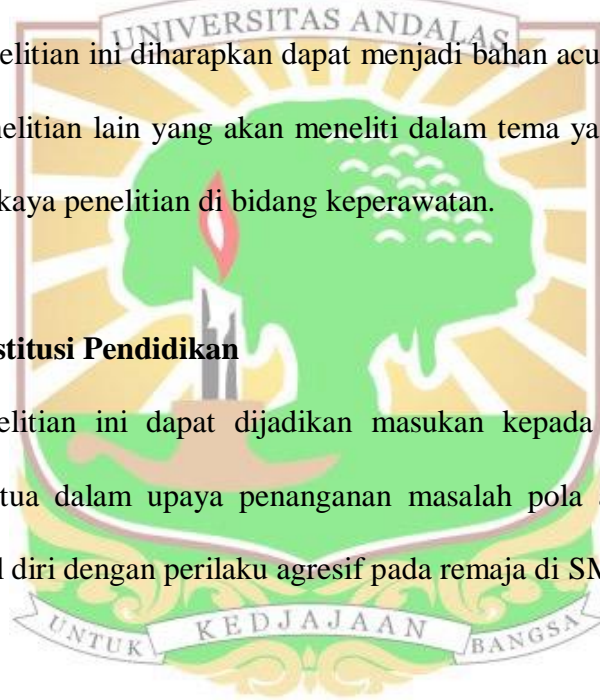 UNIVERSITAS ANDALAS
elitian ini diharapkan dapat menjadi bahan acu
nelitian lain yang akan meneliti dalam tema ya
kaya penelitian di bidang keperawatan.
stitusi Pendidikan
elitian ini dapat dijadikan masukan kepada
tua dalam upaya penanganan masalah pola a
l diri dengan perilaku agresif pada remaja di SM
UNTUK KEDJAJAAN BANGSA